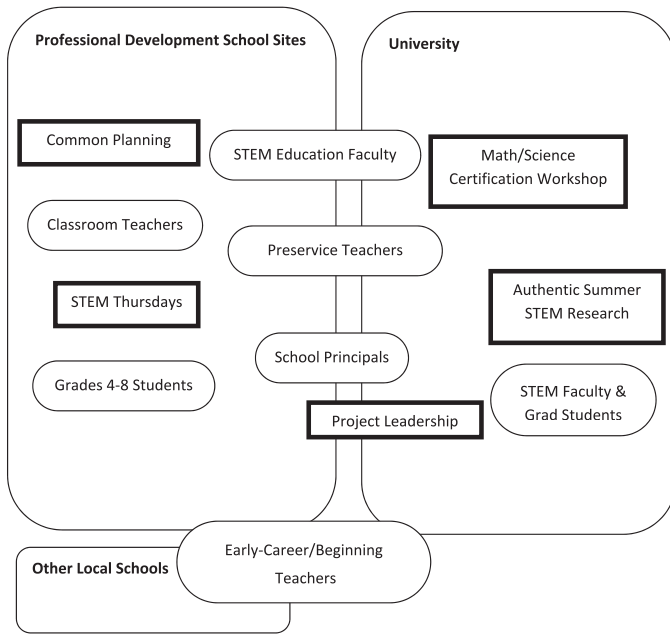 Professional Development School Sites
University
Common Planning
STEM Education Faculty
Math/Science
Certification Workshop
Classroom Teachers
Preservice Teachers
STEM Thursdays
Authentic Summer
STEM Research
School Principals
Grades 4-8 Students
STEM Faculty &
Grad Students
Project Leadership
Early-Career/Beginning
Teachers
Other Local Schools